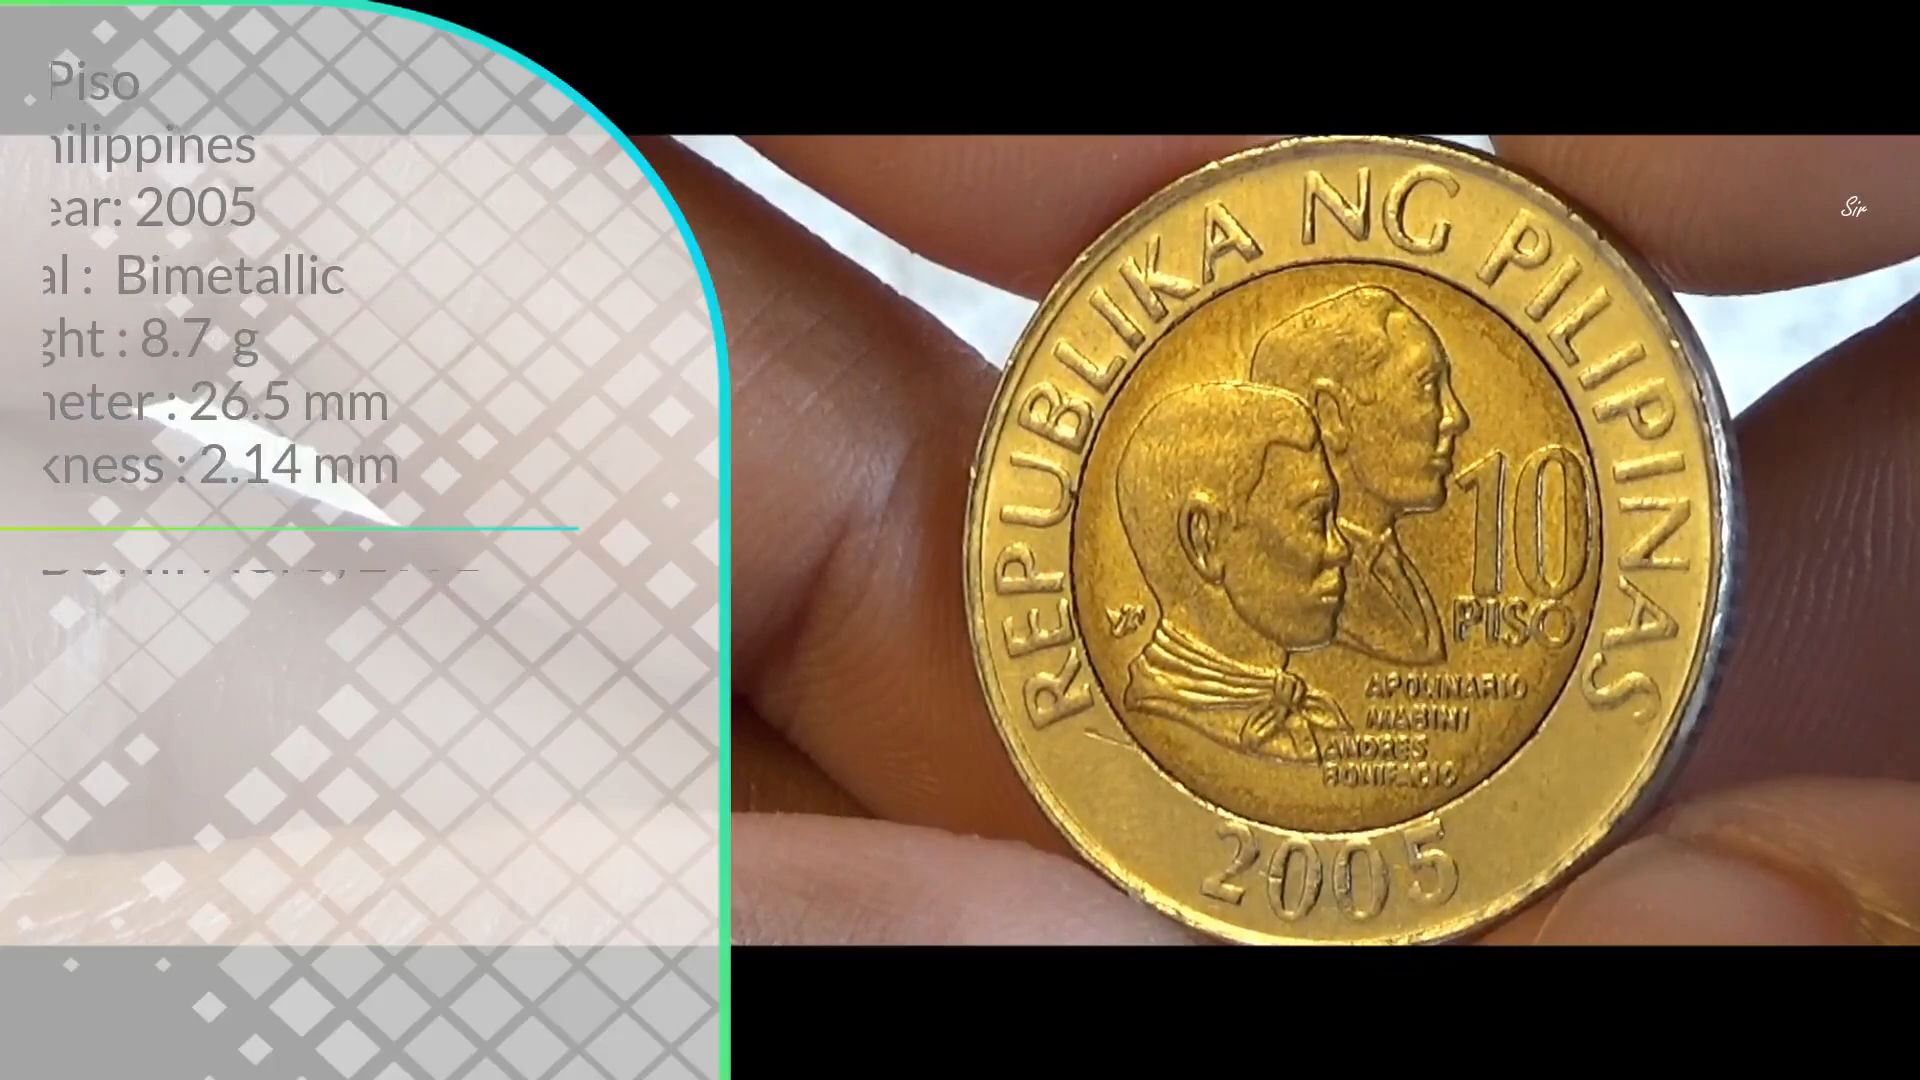 Piso
hilippines
ear: 2005
al : Bimetallic
ght : 8.7 g
neter : 26.5 mm
kness : 2.14 mm
Sir
REPUBLIKA NG PILIPINAS
10
PISO
APOLINARIO
MABINI
ANDRES
BONIFACIO
2005